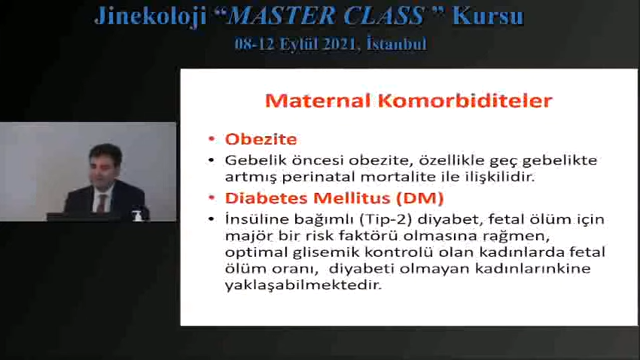 Jinekoloji “MASTER CLASS ” Kursu
08-12 Eylül 2021, İstanbul
Maternal Komorbiditeler
• Obezite
• Gebelik öncesi obezite, özellikle geç gebelikte
artmış perinatal mortalite ile ilişkilidir.
• Diabetes Mellitus (DM)
• İnsüline bağımlı (Tip-2) diyabet, fetal ölüm için
majör bir risk faktörü olmasına rağmen,
optimal glisemik kontrolü olan kadınlarda fetal
ölüm oranı, diyabeti olmayan kadınlarınkine
yaklaşabilmektedir.